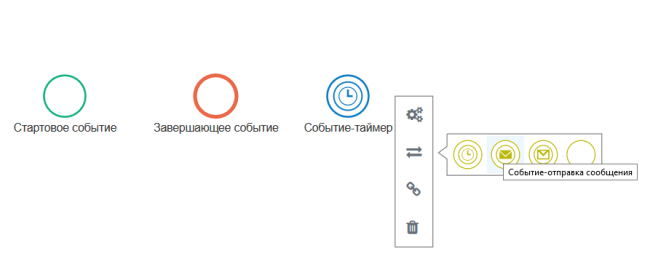 Стартовое событие
Завершающее событие
Событие-таймер
Событие-отправка сообщения